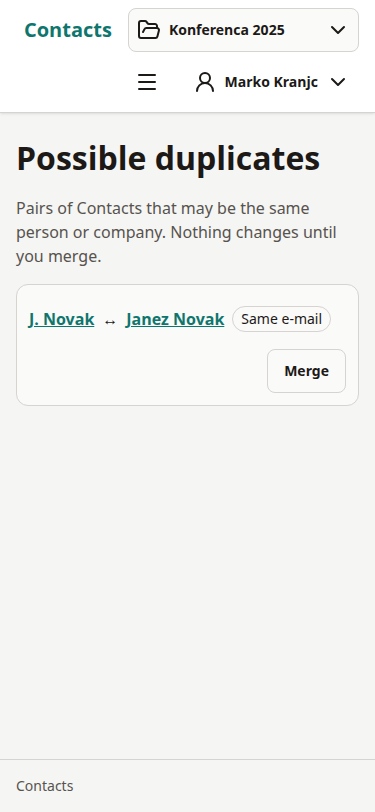 Contacts
Konferenca 2025
Marko Kranjc
Possible duplicates
Pairs of Contacts that may be the same
person or company. Nothing changes until
you merge.
J. Novak ↔ Janez Novak Same e-mail
Merge
Contacts